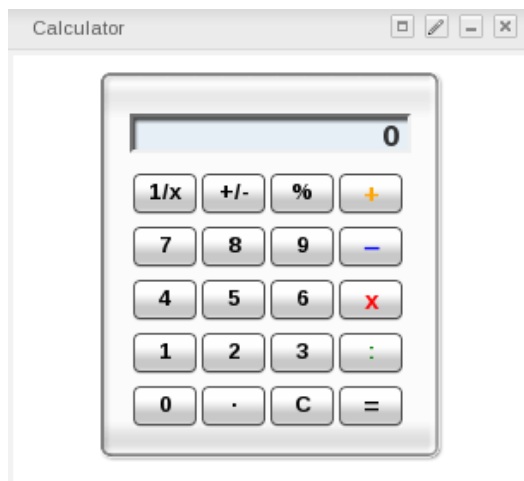 Calculator
0
1/x +/- % +
7 8 9 –
4 5 6 x
1 2 3 :
0 . C =